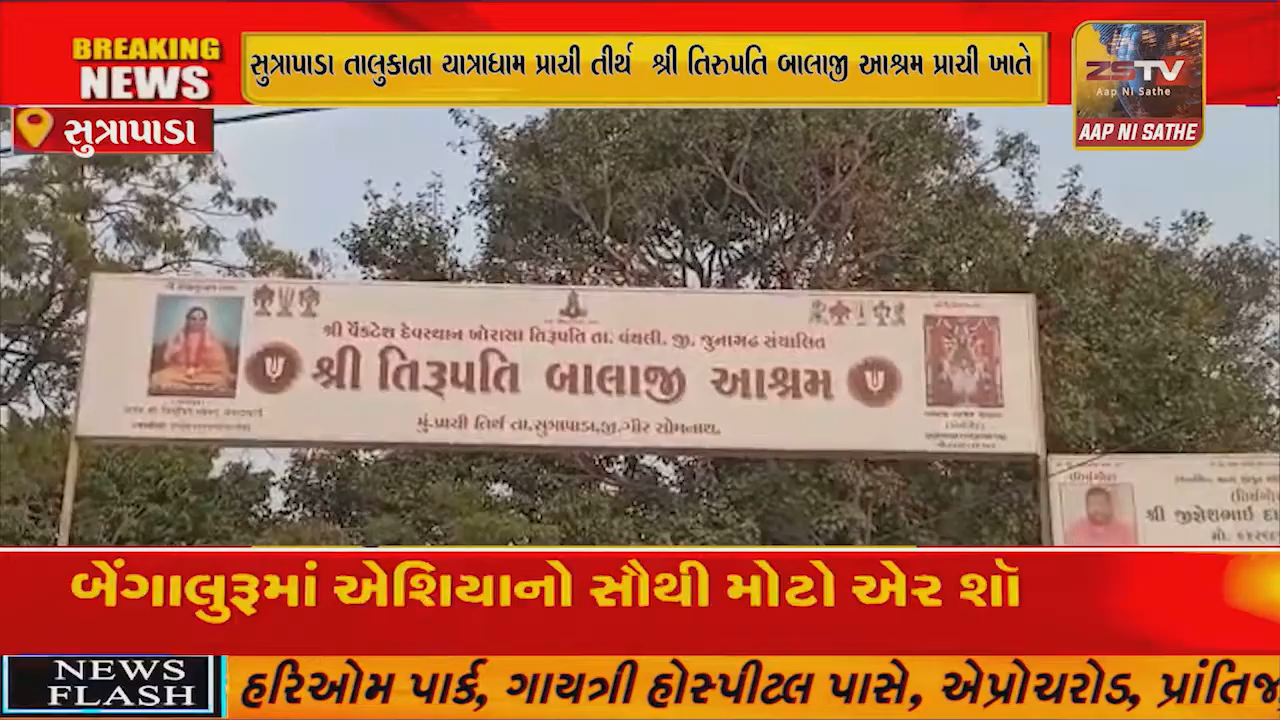 BREAKING
NEWS
સુત્રાપાડા તાલુકાના યાત્રાધામ પ્રાચી તીર્થ શ્રી તિરુપતિ બાલાજી આશ્રમ પ્રાચી ખાતે
ZSTV
Aap Ni Sathe
AAP NI SATHE
સુત્રાપાડા
શ્રી વેંકટેશ દેવસ્થાન બોરાસા તિરૂપતિ તા. વંથલી. જી. જુનાગઢ સંચાલિત
શ્રી તિરૂપતિ બાલાજી આશ્રમ
મું.પ્રાચી તિર્થ તા.સુત્રાપાડા,જી.ગીર સોમનાથ.
શ્રી જીજ્ઞેશભાઈ દા
મો.
બેંગાલુરૂમાં એશિયાનો સૌથી મોટો એર શૉ
NEWS
FLASH
હરિઓમ પાર્ક, ગાયત્રી હોસ્પીટલ પાસે, એપ્રોચરોડ, પ્રાંતિજ